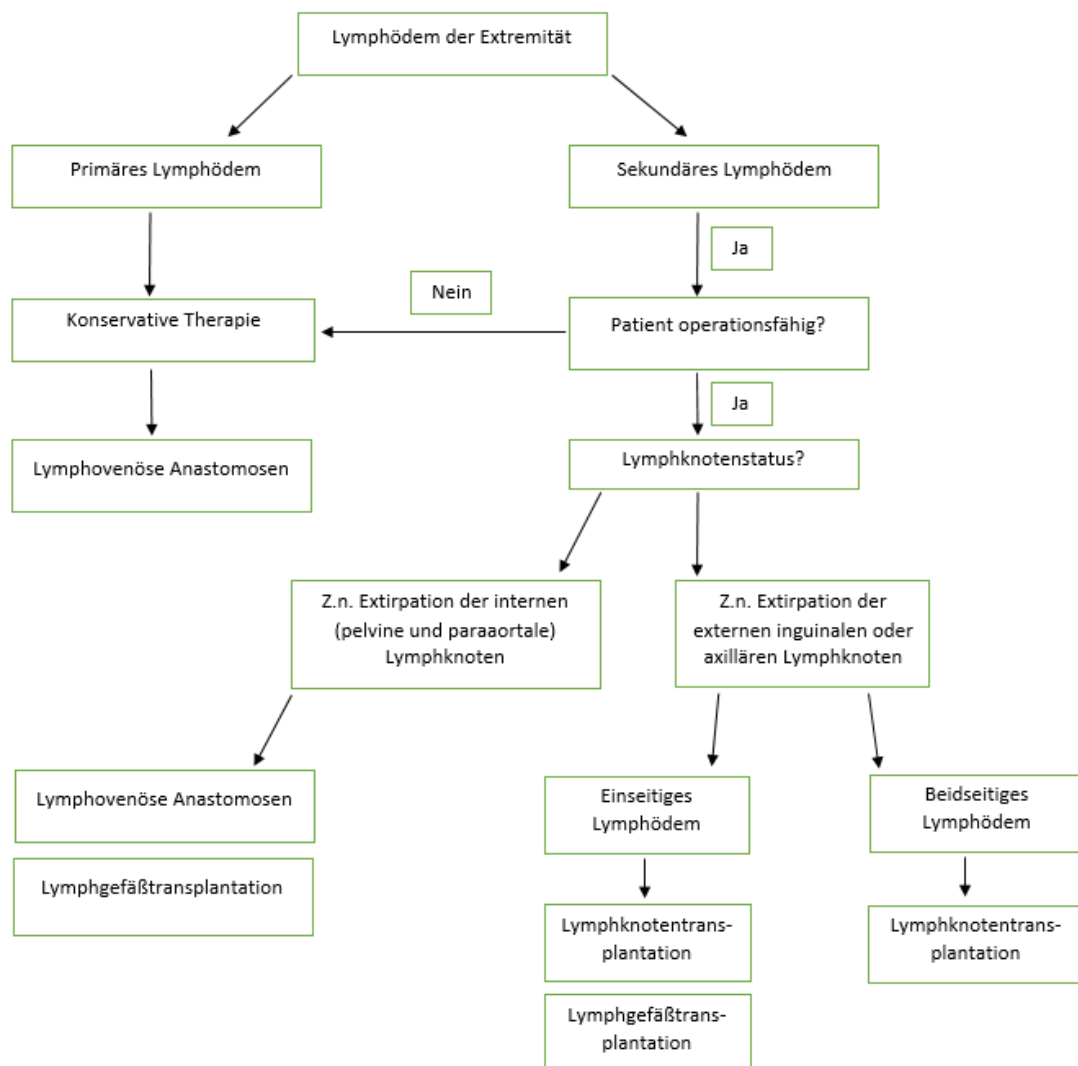 Lymphödem der Extremität
Primäres Lymphödem
Sekundäres Lymphödem
Ja
Nein
Konservative Therapie
Patient operationsfähig?
Ja
Lymphovenöse Anastomosen
Lymphknotenstatus?
Z.n. Extirpation der internen
(pelvine und paraaortale)
Lymphknoten
Z.n. Extirpation der
externen inguinalen oder
axillären Lymphknoten
Lymphovenöse Anastomosen
Lymphgefäßtransplantation
Einseitiges
Lymphödem
Beidseitiges
Lymphödem
Lymphknotentrans-
plantation
Lymphgefäßtrans-
plantation
Lymphknotentrans-
plantation